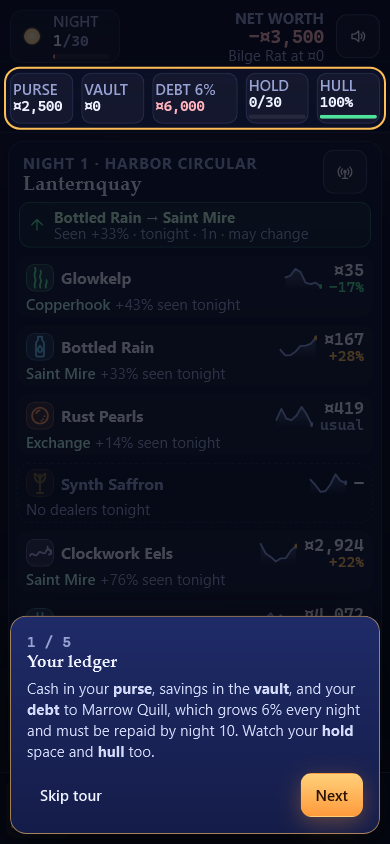 NIGHT
1/30
NET WORTH
−¤3,500
Bilge Rat at ¤0
PURSE
¤2,500
VAULT
¤0
DEBT 6%
¤6,000
HOLD
0/30
HULL
100%
NIGHT 1 · HARBOR CIRCULAR
Lanternquay
Bottled Rain → Saint Mire
Seen +33% · tonight · 1n · may change
Glowkelp
¤35
−17%
Copperhook +43% seen tonight
Bottled Rain
¤167
+28%
Saint Mire +33% seen tonight
Rust Pearls
¤419
usual
Exchange +14% seen tonight
Synth Saffron
—
No dealers tonight
Clockwork Eels
¤2,924
+22%
Saint Mire +76% seen tonight
¤4,072
1 / 5
Your ledger
Cash in your purse, savings in the vault, and your
debt to Marrow Quill, which grows 6% every night
and must be repaid by night 10. Watch your hold
space and hull too.
Skip tour
Next